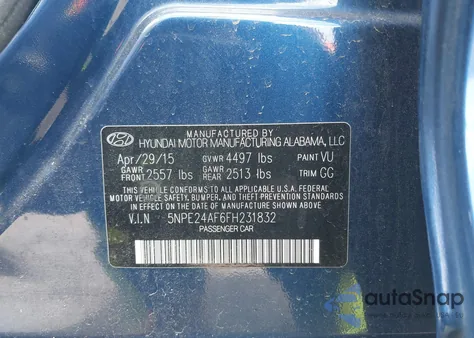 MANUFACTURED BY
HYUNDAI MOTOR MANUFACTURING ALABAMA, LLC
Apr/29/15 GVWR 4497 lbs PAINT VU
GAWR FRONT 2557 lbs GAWR REAR 2513 lbs TRIM GG
THIS VEHICLE CONFORMS TO ALL APPLICABLE U.S.A. FEDERAL
MOTOR VEHICLE SAFETY, BUMPER, AND THEFT PREVENTION
STANDARDS IN EFFECT ON THE DATE OF MANUFACTURE SHOWN ABOVE.
V.I.N 5NPE24AF6FH231832
PASSENGER CAR
autoSnap